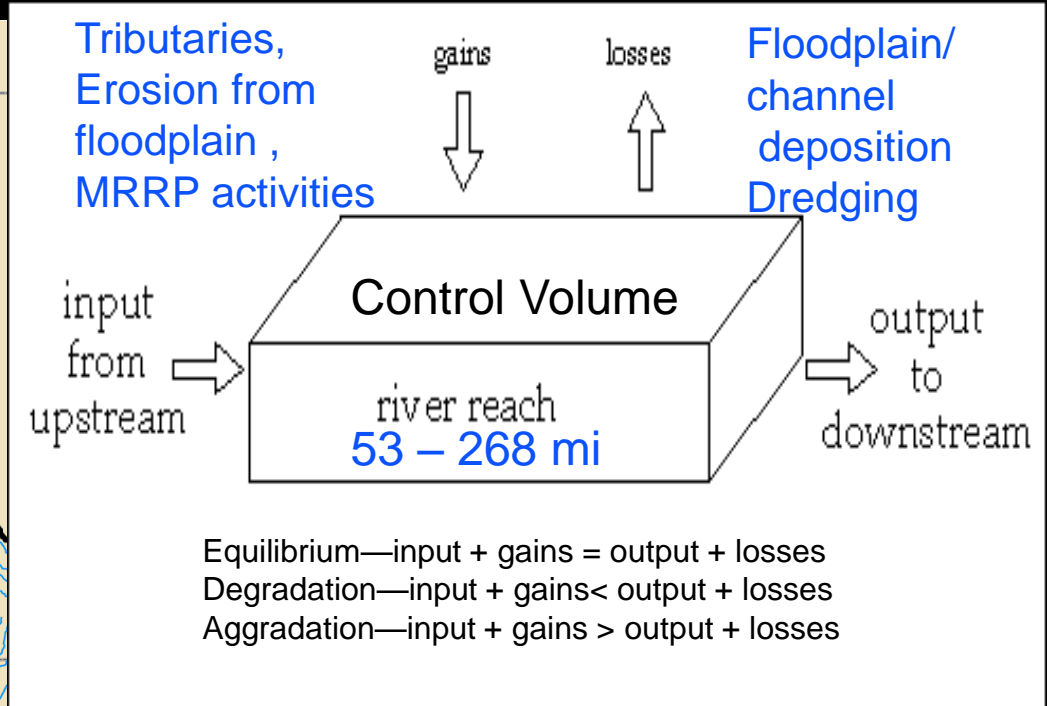 Tributaries,
Erosion from
floodplain ,
MRRP activities
gains
losses
Floodplain/
channel
deposition
Dredging
input
from
upstream
Control Volume
river reach
53 – 268 mi
output
to
downstream
Equilibrium—input + gains = output + losses
Degradation—input + gains< output + losses
Aggradation—input + gains > output + losses